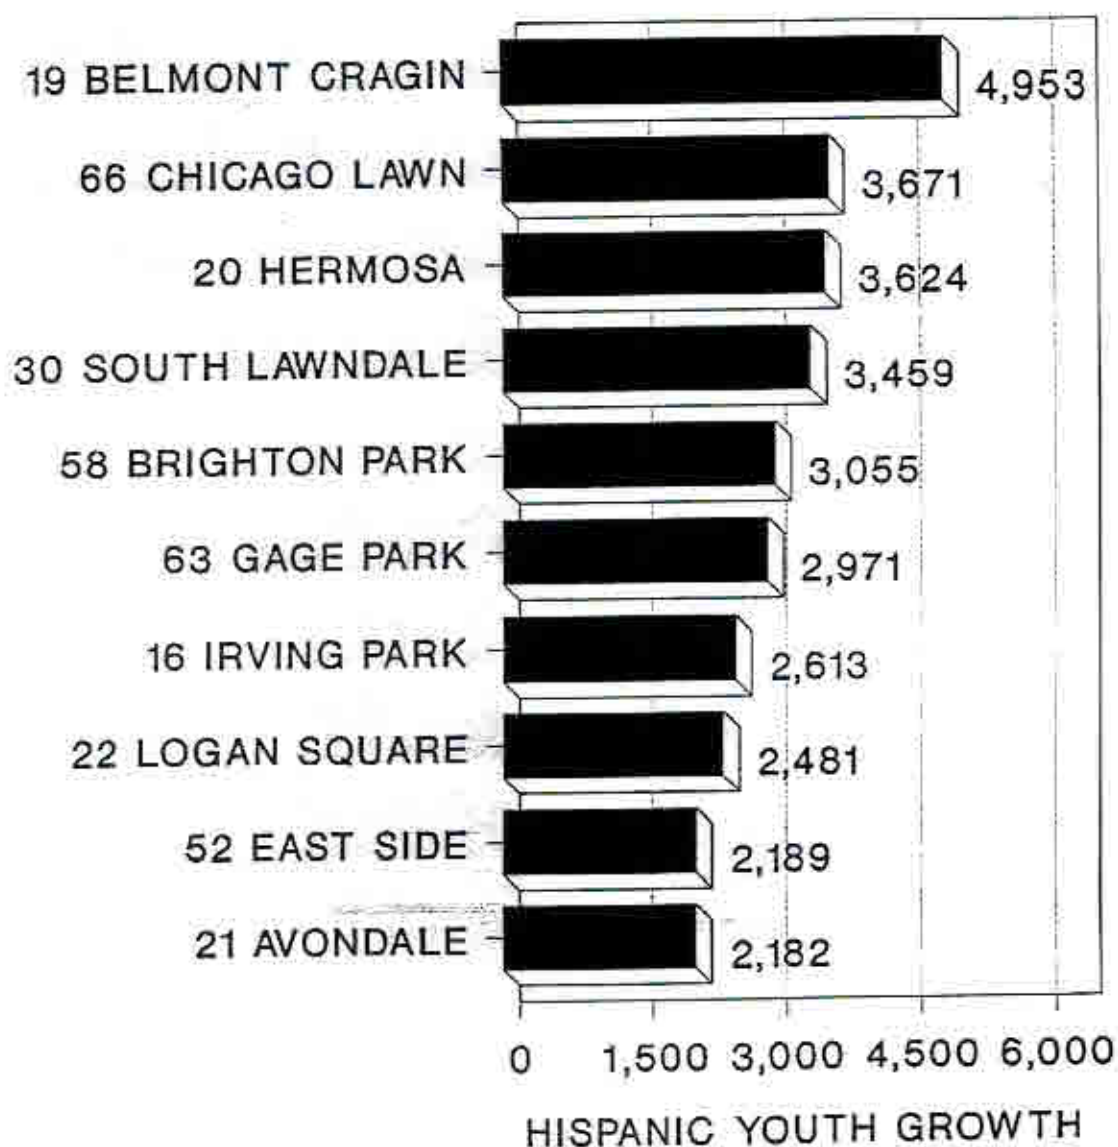 19 BELMONT CRAGIN 4,953
66 CHICAGO LAWN 3,671
20 HERMOSA 3,624
30 SOUTH LAWNDALE 3,459
58 BRIGHTON PARK 3,055
63 GAGE PARK 2,971
16 IRVING PARK 2,613
22 LOGAN SQUARE 2,481
52 EAST SIDE 2,189
21 AVONDALE 2,182
0 1,500 3,000 4,500 6,000
HISPANIC YOUTH GROWTH